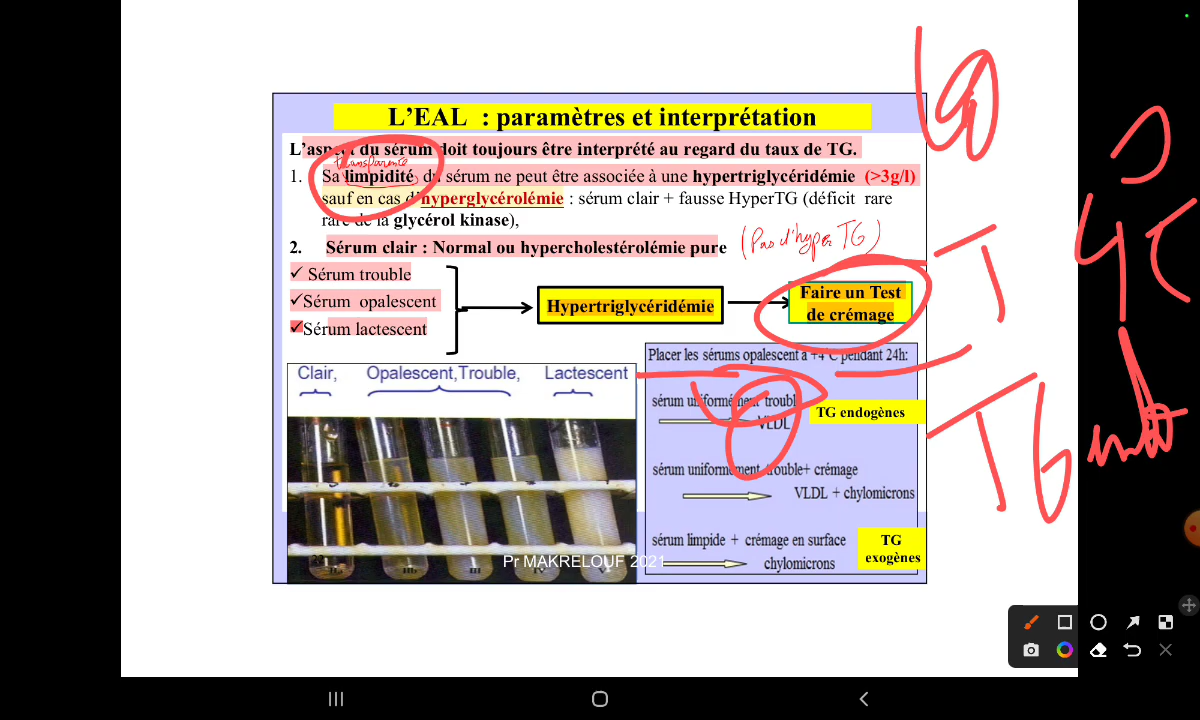 L'EAL : paramètres et interprétation
L'aspect du sérum doit toujours être interprété au regard du taux de TG.
transparence
1. Sa limpidité du sérum ne peut être associée à une hypertriglycéridémie (>3g/l)
sauf en cas d'hyperglycérolémie : sérum clair + fausse HyperTG (déficit rare
rare de la glycérol kinase),
2. Sérum clair : Normal ou hypercholestérolémie pure (Pas d'hyper TG)
✓ Sérum trouble
✓ Sérum opalescent
✓ Sérum lactescent
Hypertriglycéridémie
Faire un Test
de crémage
Clair, Opalescent,Trouble, Lactescent
Placer les sérums opalescent à +4°C pendant 24h:
sérum uniformément trouble
VLDL
TG endogènes
sérum uniformément trouble+ crémage
VLDL + chylomicrons
sérum limpide + crémage en surface
chylomicrons
TG
exogènes
Pr MAKRELOUF 2021
T
TG